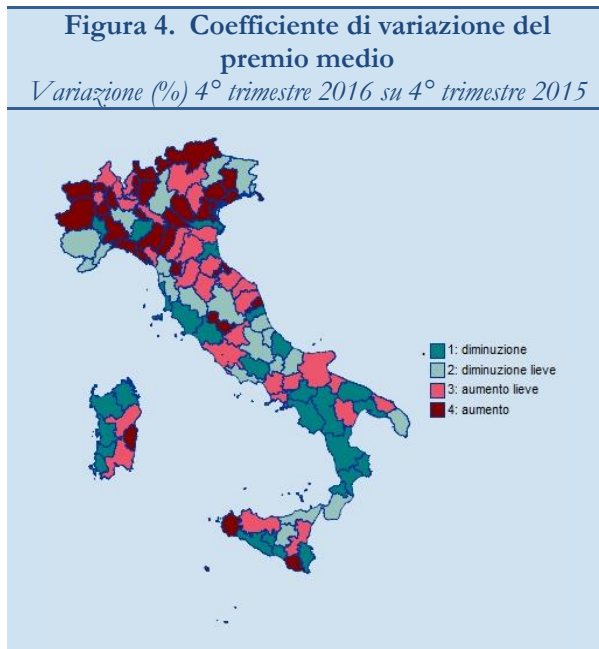 Figura 4. Coefficiente di variazione del
premio medio
Variazione (%) 4° trimestre 2016 su 4° trimestre 2015
1: diminuzione
2: diminuzione lieve
3: aumento lieve
4: aumento